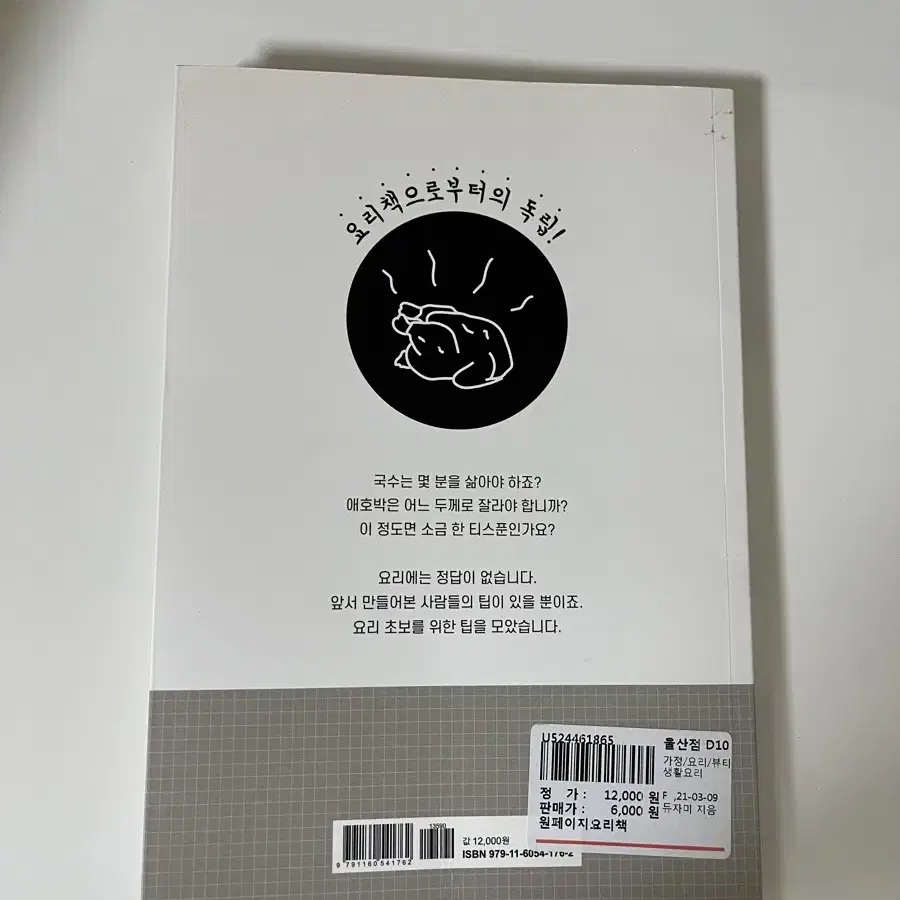 요리책으로부터의 독립!
국수는 몇 분을 삶아야 하죠?
애호박은 어느 두께로 잘라야 합니까?
이 정도면 소금 한 티스푼인가요?
요리에는 정답이 없습니다.
앞서 만들어본 사람들의 팁이 있을 뿐이죠.
요리 초보를 위한 팁을 모았습니다.
U524461865
울산점 D10
가정/요리/뷰티
생활요리
정 가 : 12,000 원
F ,21-03-09
판매가 : 6,000 원
듀자미 지음
원페이지요리책
13590
값 12,000원
9 791160 541762
ISBN 979-11-6054-176-2